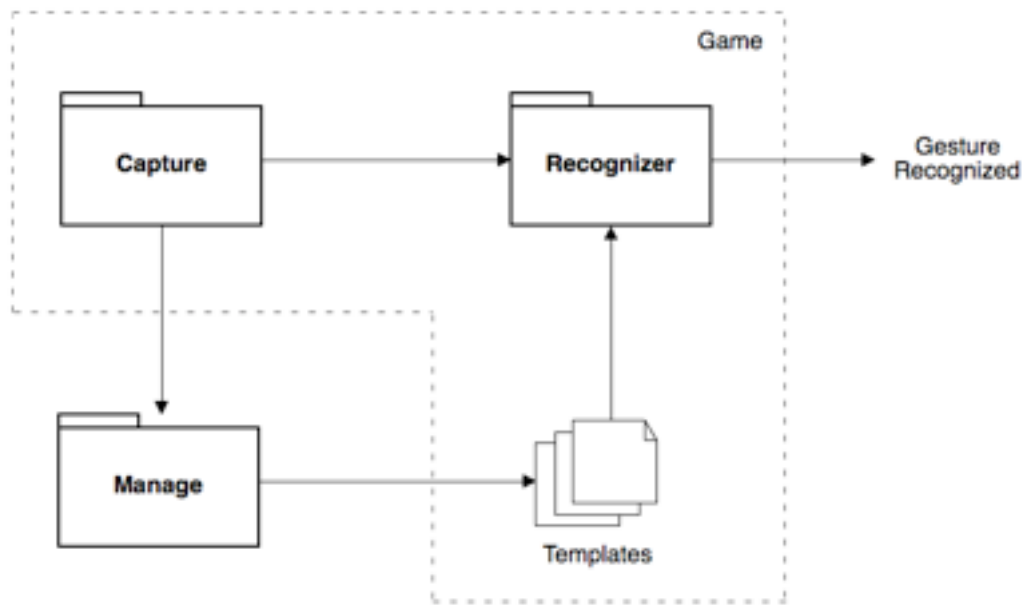 Game
Capture
Recognizer
Gesture
Recognized
Manage
Templates